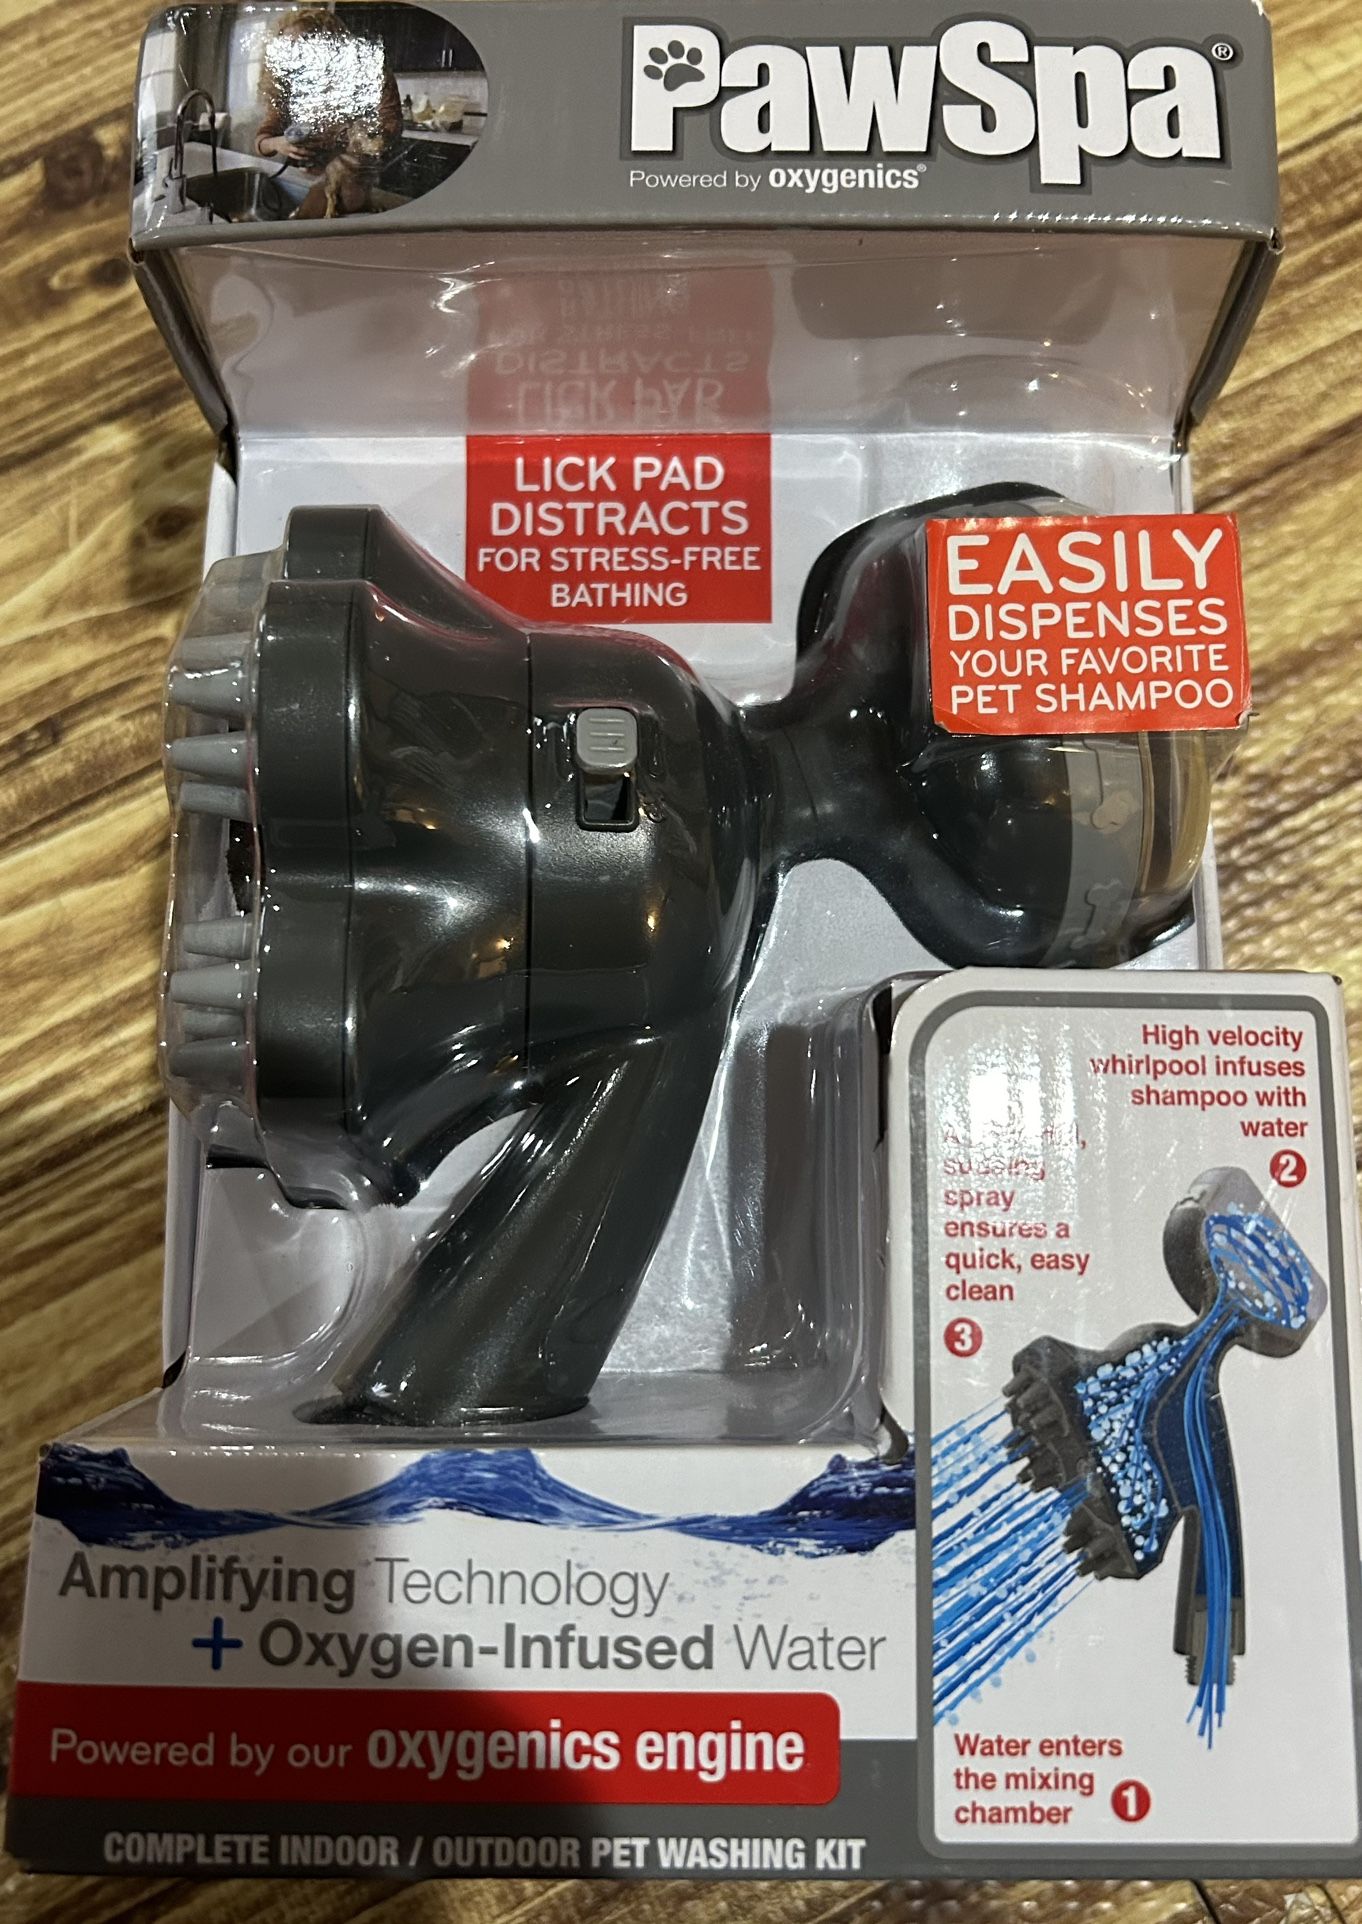 PawSpa®
Powered by oxygenics®
LICK PAD
DISTRACTS
FOR STRESS-FREE
BATHING
EASILY
DISPENSES
YOUR FAVORITE
PET SHAMPOO
High velocity
whirlpool infuses
shampoo with
water
2
spray
ensures a
quick, easy
clean
3
Water enters
the mixing
chamber 1
Amplifying Technology
+ Oxygen-Infused Water
Powered by our oxygenics engine
COMPLETE INDOOR / OUTDOOR PET WASHING KIT